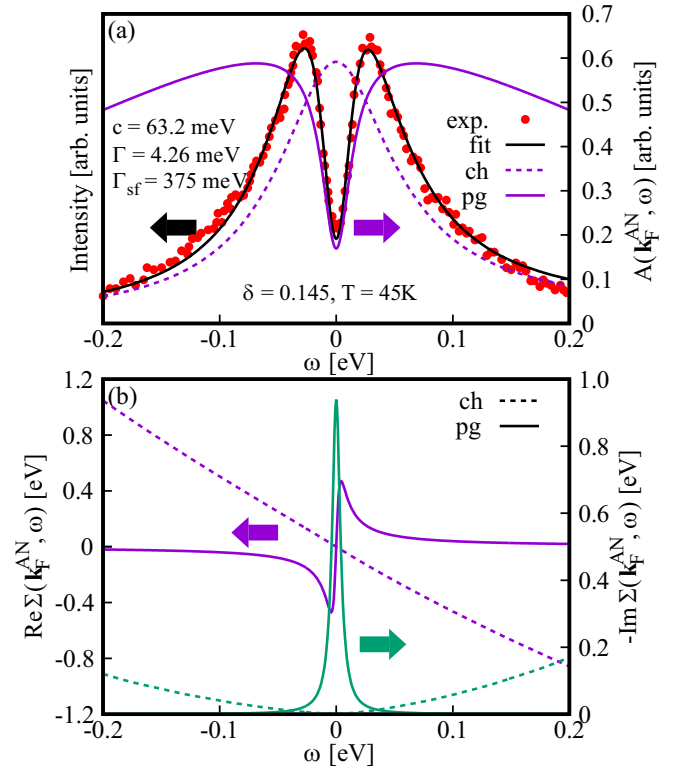 (a)
0.7
0.6
0.5
0.4
0.3
0.2
0.1
0
Intensity [arb. units]
A(k_F^AN, ω) [arb. units]
c = 63.2 meV
Γ = 4.26 meV
Γ_sf = 375 meV
exp.
fit
ch
pg
δ = 0.145, T = 45K
-0.2 -0.1 0 0.1 0.2
ω [eV]
(b)
1.2
0.8
0.4
0
-0.4
-0.8
-1.2
ReΣ(k_F^AN, ω) [eV]
ch
pg
1.0
0.8
0.6
0.4
0.2
0
-ImΣ(k_F^AN, ω) [eV]
-0.2 -0.1 0 0.1 0.2
ω [eV]